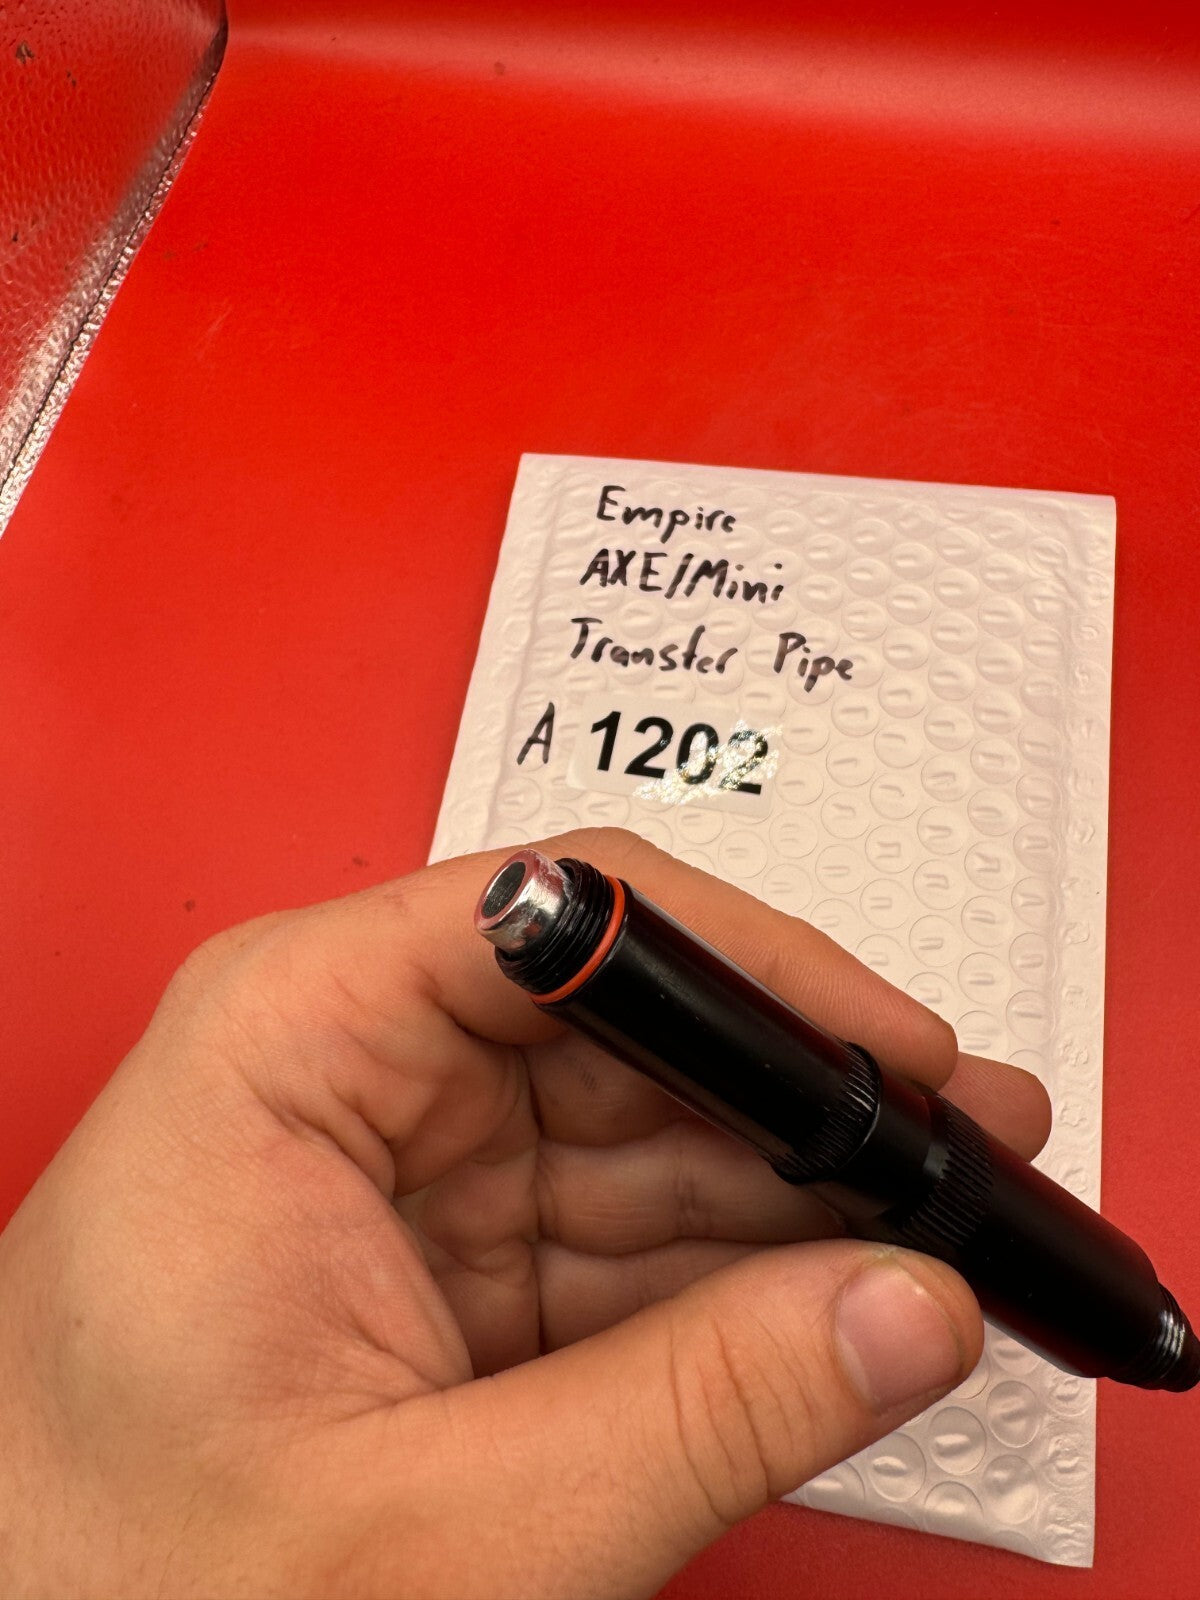 Empire
AXE/Mini
Transfer Pipe
A 1202